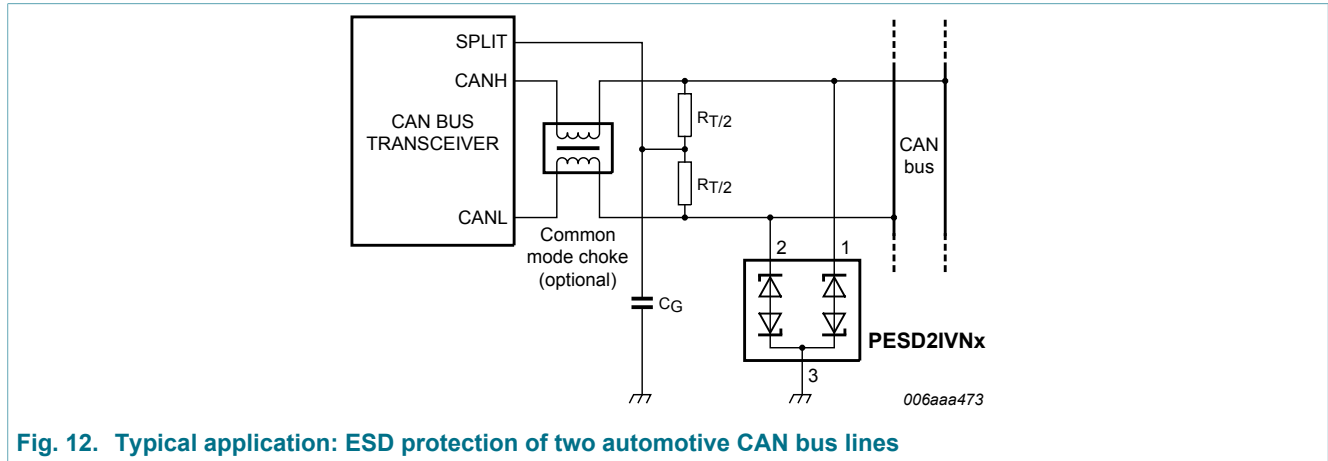 SPLIT
CANH
CAN BUS
TRANSCEIVER
CANL
Common
mode choke
(optional)
RT/2
RT/2
CG
CAN
bus
2
1
PESD2IVNx
3
006aaa473
Fig. 12. Typical application: ESD protection of two automotive CAN bus lines